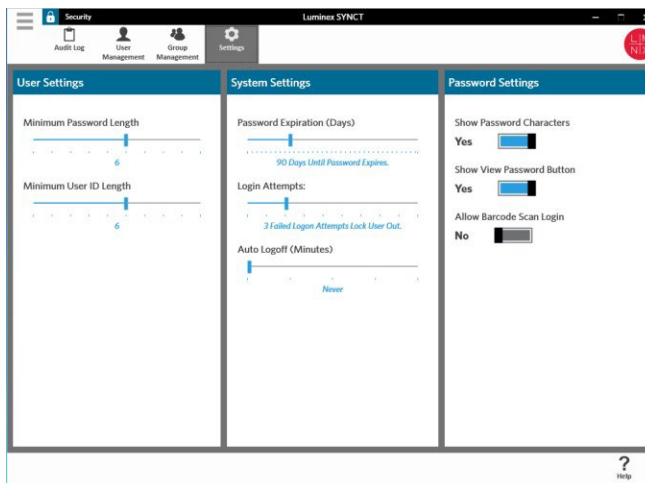 Security
Luminex SYNCT
Audit Log
User
Management
Group
Management
Settings
User Settings
Minimum Password Length
6
Minimum User ID Length
6
System Settings
Password Expiration (Days)
90 Days Until Password Expires.
Login Attempts:
3 Failed Logon Attempts Lock User Out.
Auto Logoff (Minutes)
Never
Password Settings
Show Password Characters
Yes
Show View Password Button
Yes
Allow Barcode Scan Login
No
?
Help